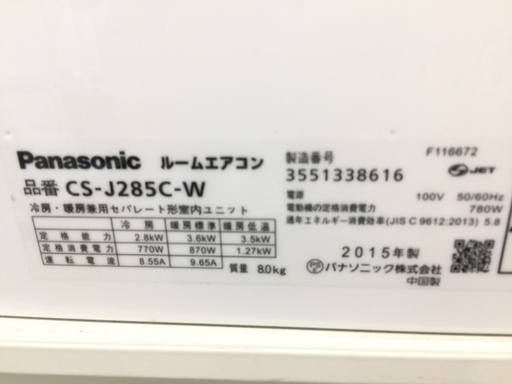 Panasonic ルームエアコン
品番 CS-J285C-W
冷房・暖房兼用セパレート形室内ユニット
冷房 暖房標準 暖房低温
定格能力 2.8kW 3.6kW 3.5kW
定格消費電力 770W 870W 1.27kW
運転電流 8.55A 9.65A
質量 8.0kg
製造番号
3551338616
F116672
JET
電源 100V 50/60Hz
電動機の定格消費電力 780W
通年エネルギー消費効率(JIS C 9612:2013) 5.8
2015年製
パナソニック株式会社
中国製